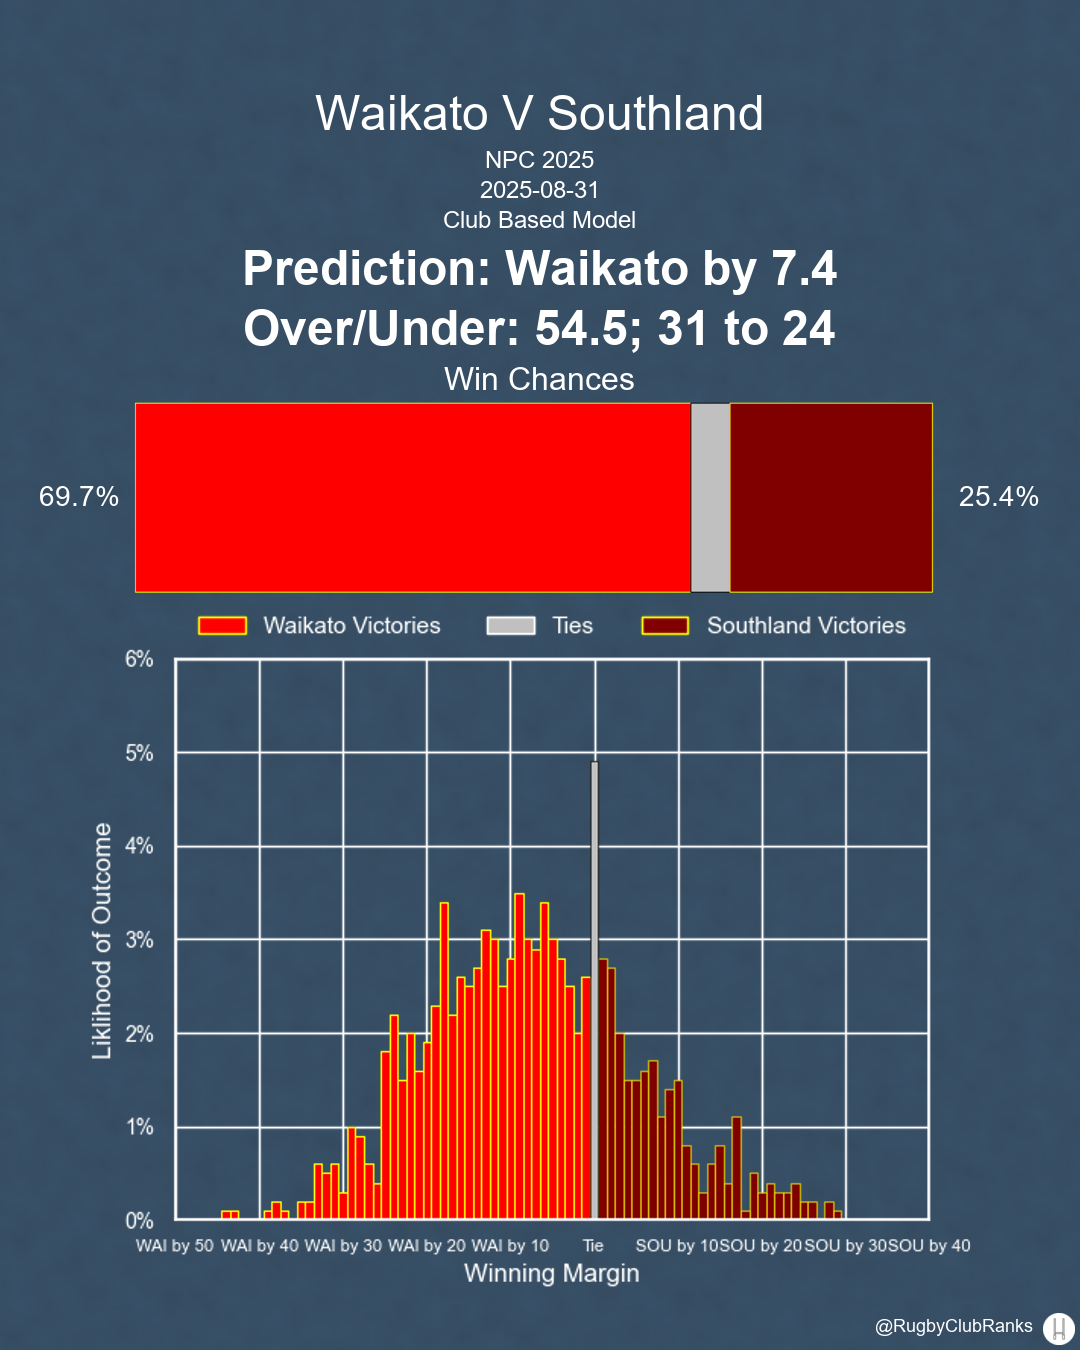 Waikato V Southland
NPC 2025
2025-08-31
Club Based Model
Prediction: Waikato by 7.4
Over/Under: 54.5; 31 to 24
Win Chances
69.7%
25.4%
Waikato Victories
Ties
Southland Victories
6%
5%
4%
3%
2%
1%
0%
Liklihood of Outcome
WAI by 50 WAI by 40 WAI by 30 WAI by 20 WAI by 10 Tie SOU by 10 SOU by 20 SOU by 30 SOU by 40
Winning Margin
@RugbyClubRanks